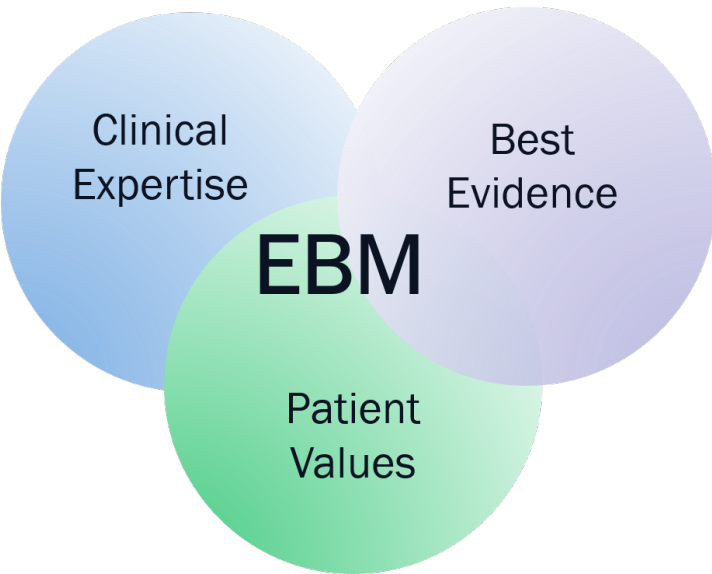 Clinical
Expertise
Best
Evidence
EBM
Patient
Values